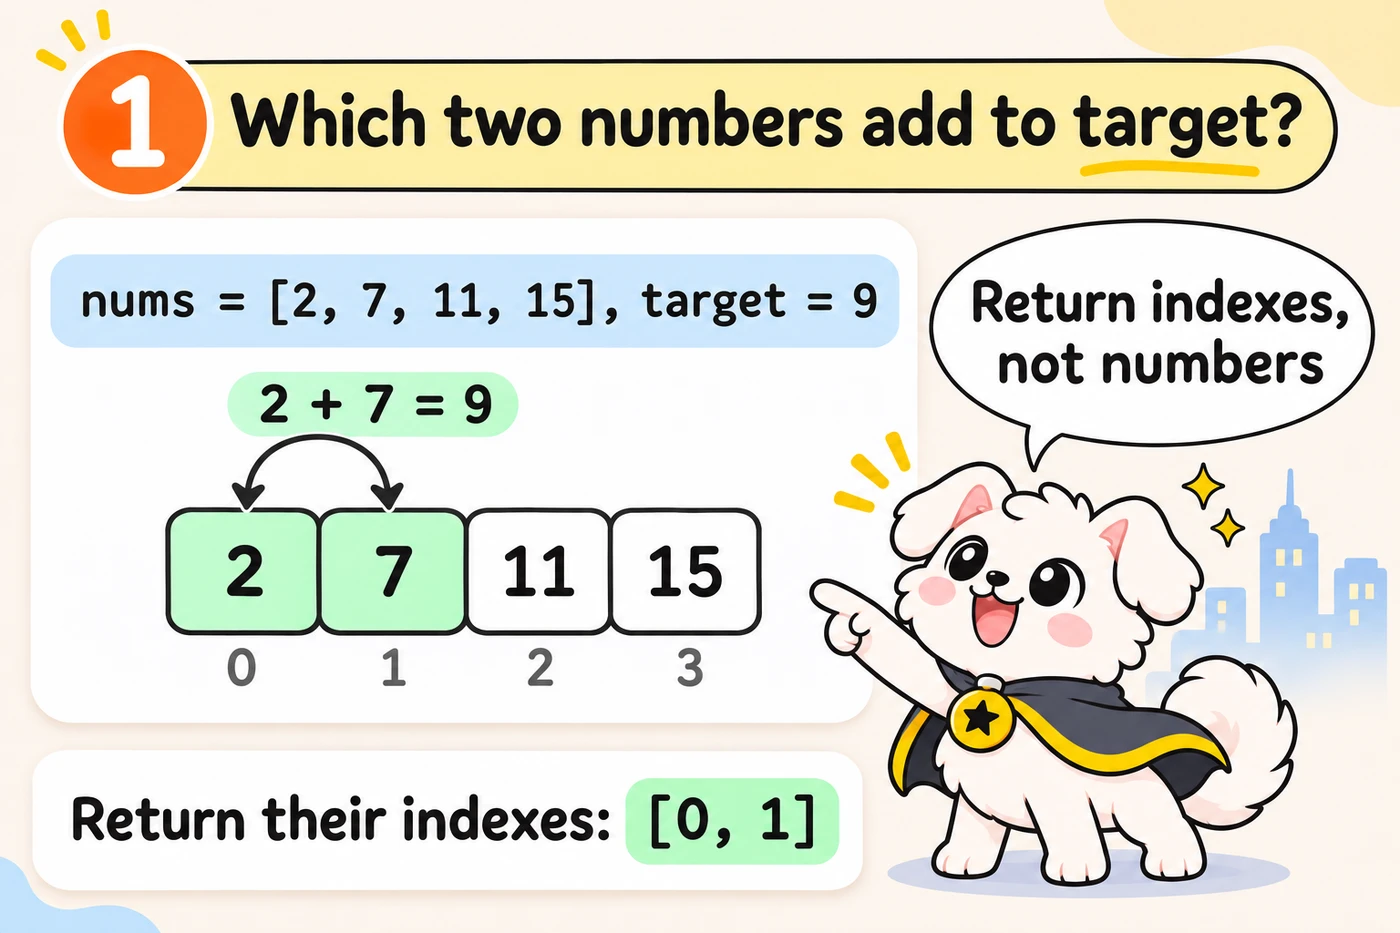 1
Which two numbers add to target?
nums = [2, 7, 11, 15], target = 9
2 + 7 = 9
2 7 11 15
0 1 2 3
Return indexes,
not numbers
Return their indexes: [0, 1]